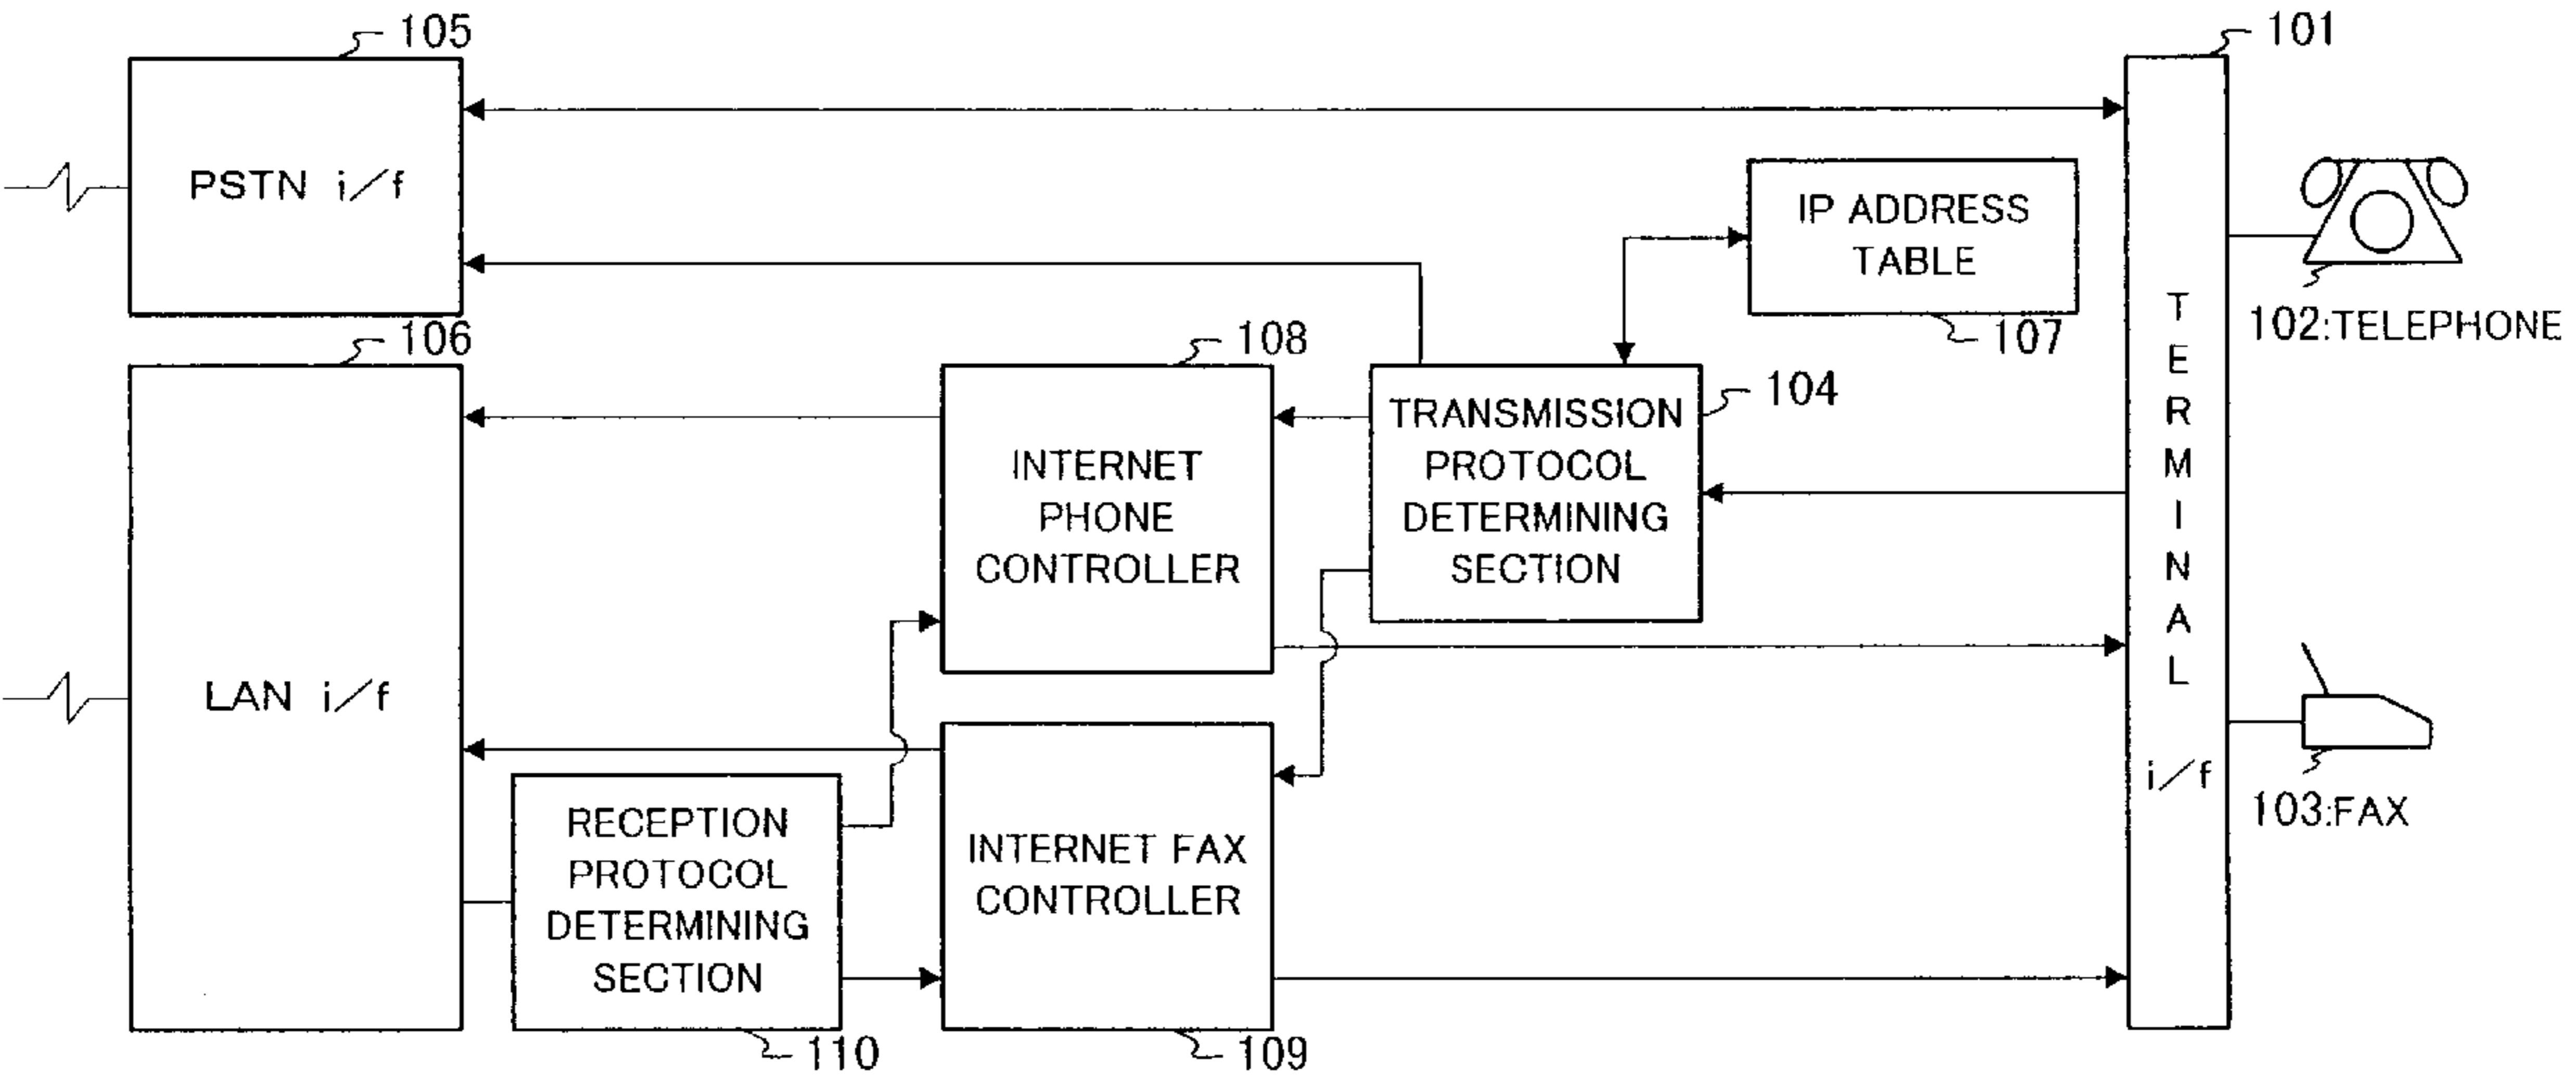 105
101
PSTN i/f
IP ADDRESS
TABLE
107
102:TELEPHONE
106
108
104
TRANSMISSION
PROTOCOL
DETERMINING
SECTION
INTERNET
PHONE
CONTROLLER
TERMINAL i/f
LAN i/f
103:FAX
RECEPTION
PROTOCOL
DETERMINING
SECTION
INTERNET FAX
CONTROLLER
110
109